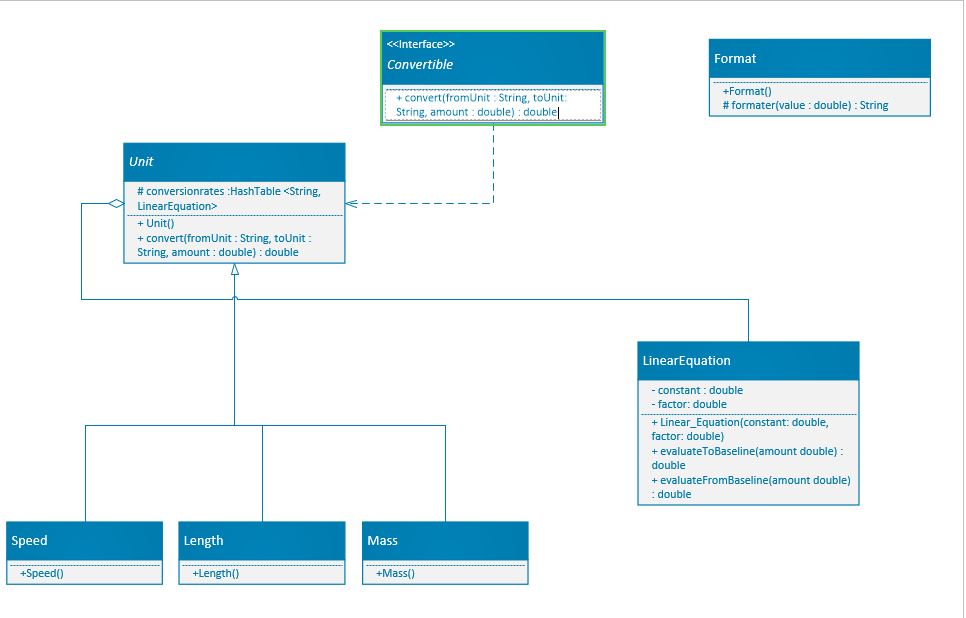 <<Interface>>
Convertible
+ convert(fromUnit : String, toUnit:
String, amount : double) : double
Format
+Format()
# formater(value : double) : String
Unit
# conversionrates :HashTable <String,
LinearEquation>
+ Unit()
+ convert(fromUnit : String, toUnit :
String, amount : double) : double
LinearEquation
- constant : double
- factor: double
+ Linear_Equation(constant: double,
factor: double)
+ evaluateToBaseline(amount double) :
double
+ evaluateFromBaseline(amount double)
: double
Speed
+Speed()
Length
+Length()
Mass
+Mass()